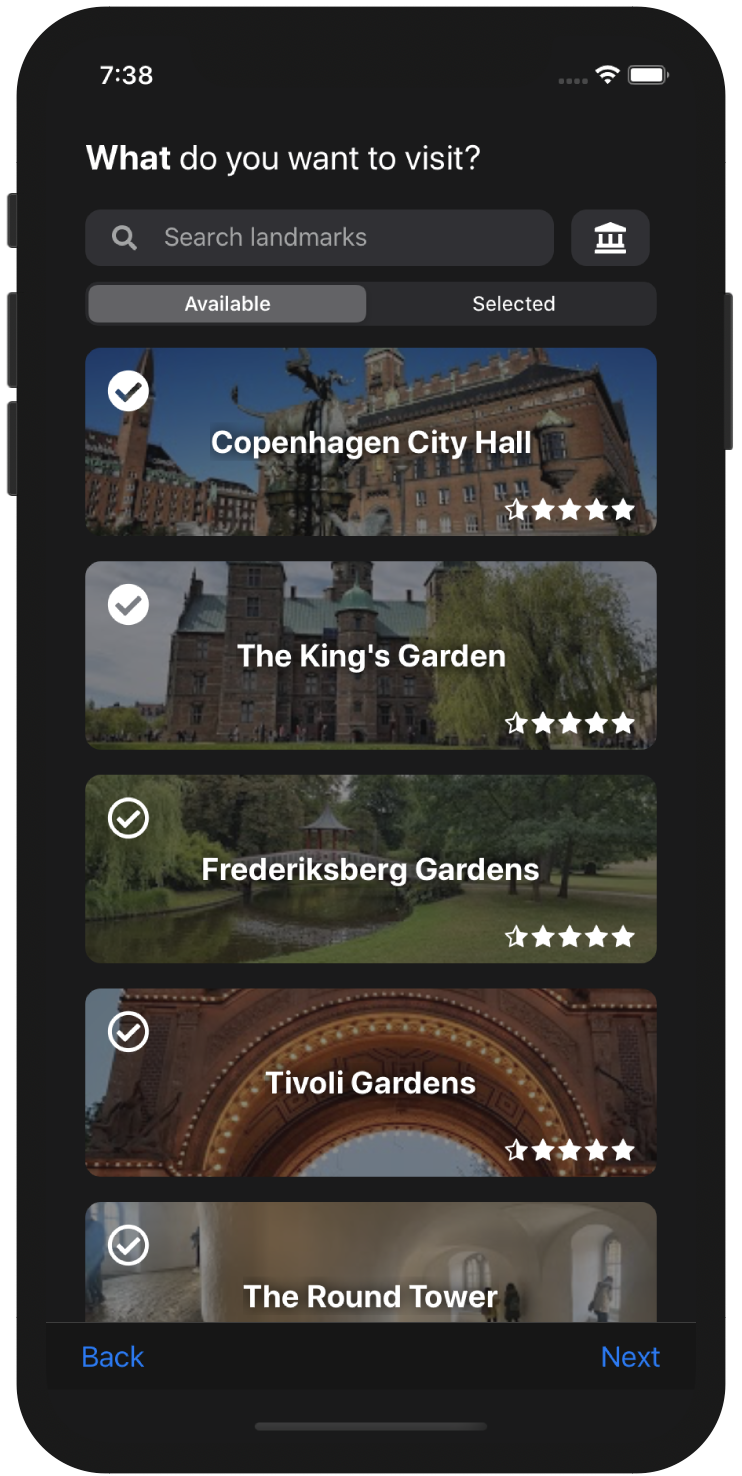 7:38
What do you want to visit?
Search landmarks
Available
Selected
Copenhagen City Hall
The King's Garden
Frederiksberg Gardens
Tivoli Gardens
The Round Tower
Back
Next